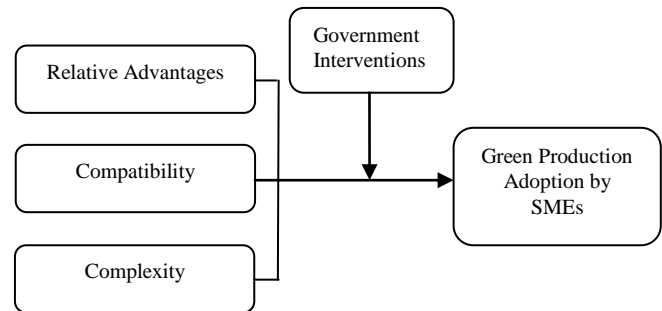 Government
Interventions
Relative Advantages
Compatibility
Green Production
Adoption by
SMEs
Complexity